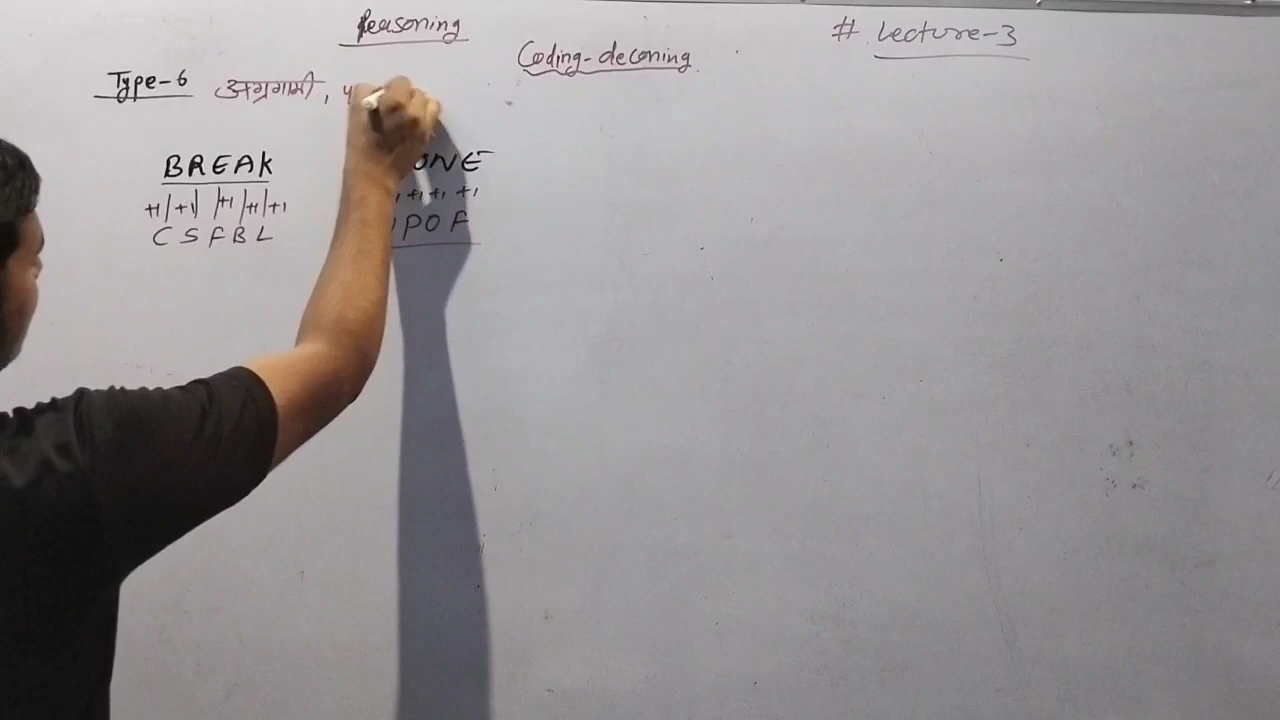 Reasoning
# Lecture-3
Coding-deconing
Type-6 अग्रगामी,
BREAK
+1 +1 +1 +1 +1
C S F B L
ONE
+1 +1 +1
P O F